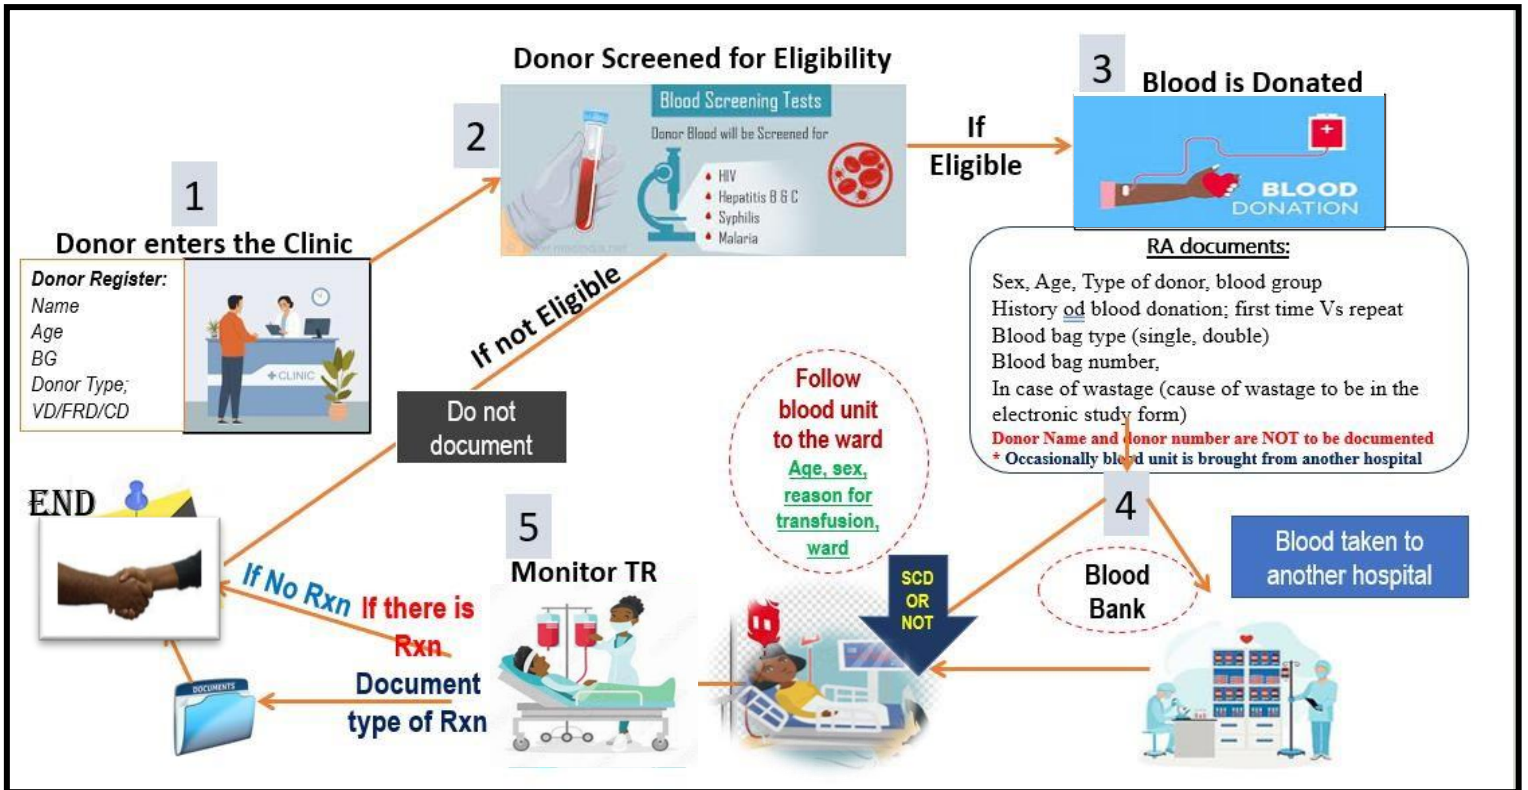 1
Donor enters the Clinic
Donor Register:
Name
Age
BG
Donor Type;
VD/FRD/CD
CLINIC
2
Donor Screened for Eligibility
Blood Screening Tests
Donor Blood will be Screened for
HIV
Hepatitis B & C
Syphilis
Malaria
If
Eligible
If not Eligible
Do not
document
3
Blood is Donated
BLOOD
DONATION
RA documents:
Sex, Age, Type of donor, blood group
History od blood donation; first time Vs repeat
Blood bag type (single, double)
Blood bag number,
In case of wastage (cause of wastage to be in the
electronic study form)
Donor Name and donor number are NOT to be documented
* Occasionally blood unit is brought from another hospital
4
Blood
Bank
Blood taken to
another hospital
Follow
blood unit
to the ward
Age, sex,
reason for
transfusion,
ward
SCD
OR
NOT
5
Monitor TR
If No Rxn
If there is
Rxn
Document
type of Rxn
DOCUMENTS
END